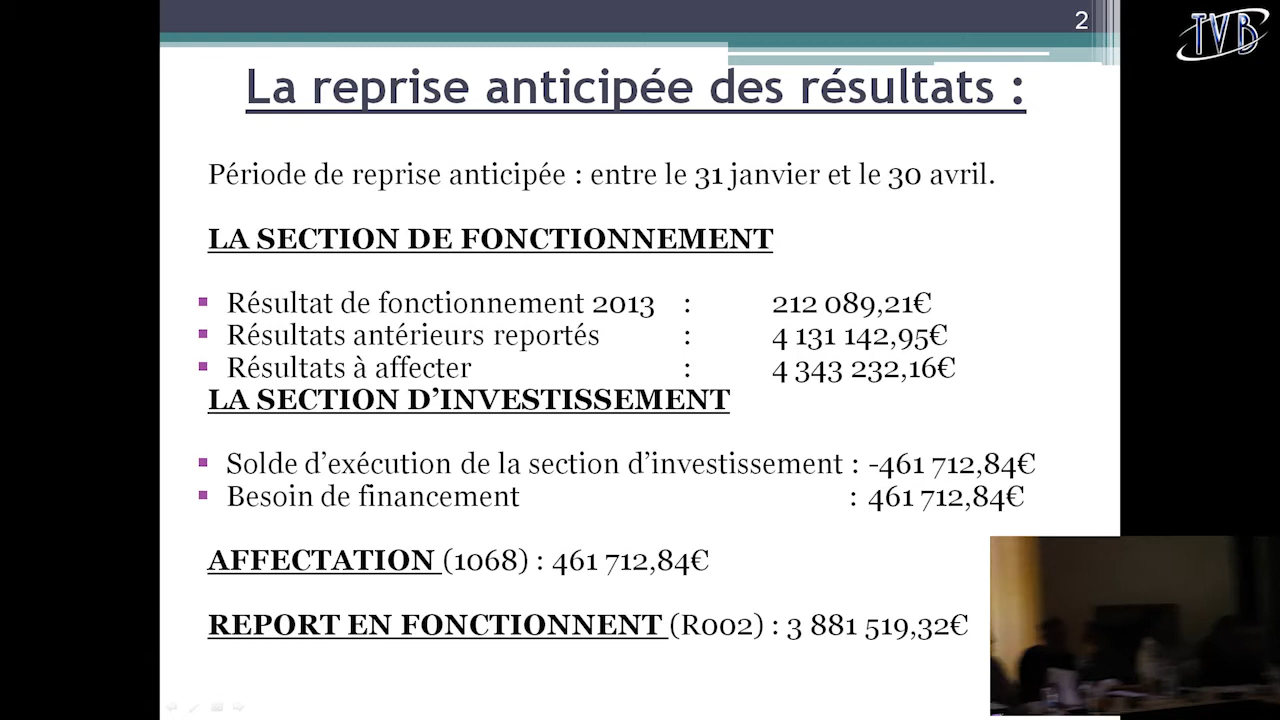 2
TVB
La reprise anticipée des résultats :
Période de reprise anticipée : entre le 31 janvier et le 30 avril.
LA SECTION DE FONCTIONNEMENT
▪ Résultat de fonctionnement 2013 : 212 089,21€
▪ Résultats antérieurs reportés : 4 131 142,95€
▪ Résultats à affecter : 4 343 232,16€
LA SECTION D’INVESTISSEMENT
▪ Solde d’exécution de la section d’investissement : -461 712,84€
▪ Besoin de financement : 461 712,84€
AFFECTATION (1068) : 461 712,84€
REPORT EN FONCTIONNENT (R002) : 3 881 519,32€